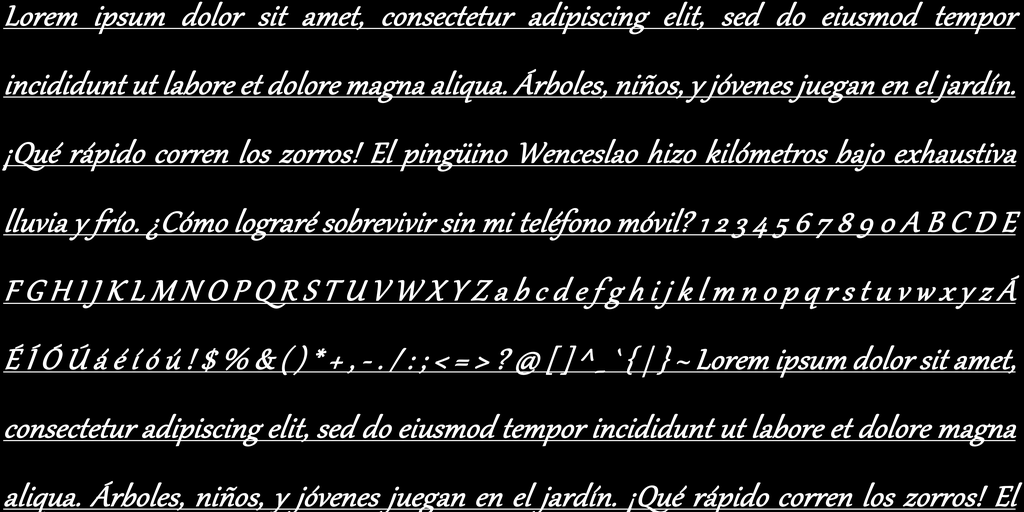 Lorem ipsum dolor sit amet, consectetur adipiscing elit, sed do eiusmod tempor
incididunt ut labore et dolore magna aliqua. Árboles, niños, y jóvenes juegan en el jardín.
¡Qué rápido corren los zorros! El pingüino Wenceslao hizo kilómetros bajo exhaustiva
lluvia y frío. ¿Cómo lograré sobrevivir sin mi teléfono móvil? 1 2 3 4 5 6 7 8 9 0 A B C D E
F G H I J K L M N O P Q R S T U V W X Y Z a b c d e f g h i j k l m n o p q r s t u v w x y z Á
É Í Ó Ú á é í ó ú ! $ % & ( ) * + , - . / : ; < = > ? @ [ ] ^ _ ` { | } ~ Lorem ipsum dolor sit amet,
consectetur adipiscing elit, sed do eiusmod tempor incididunt ut labore et dolore magna
aliqua. Árboles, niños, y jóvenes juegan en el jardín. ¡Qué rápido corren los zorros! El